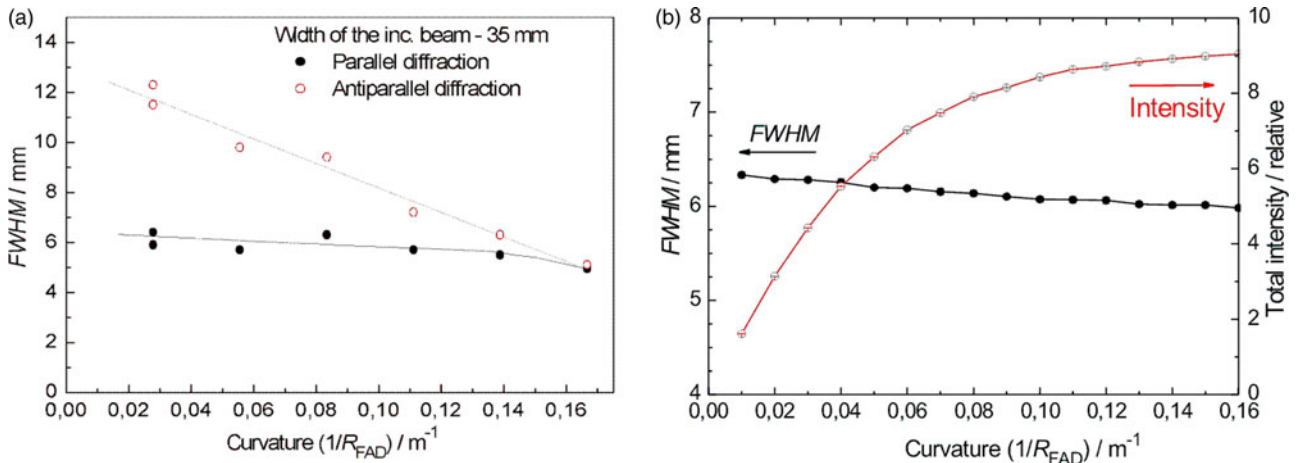 (a)
14
12
10
8
6
4
2
0
FWHM / mm
Width of the inc. beam - 35 mm
Parallel diffraction
Antiparallel diffraction
0,00 0,02 0,04 0,06 0,08 0,10 0,12 0,14 0,16
Curvature (1/R_FAD) / m⁻¹
(b)
8
7
6
5
4
FWHM / mm
FWHM
Intensity
10
8
6
4
2
0
Total intensity / relative
0,00 0,02 0,04 0,06 0,08 0,10 0,12 0,14 0,16
Curvature (1/R_FAD) / m⁻¹